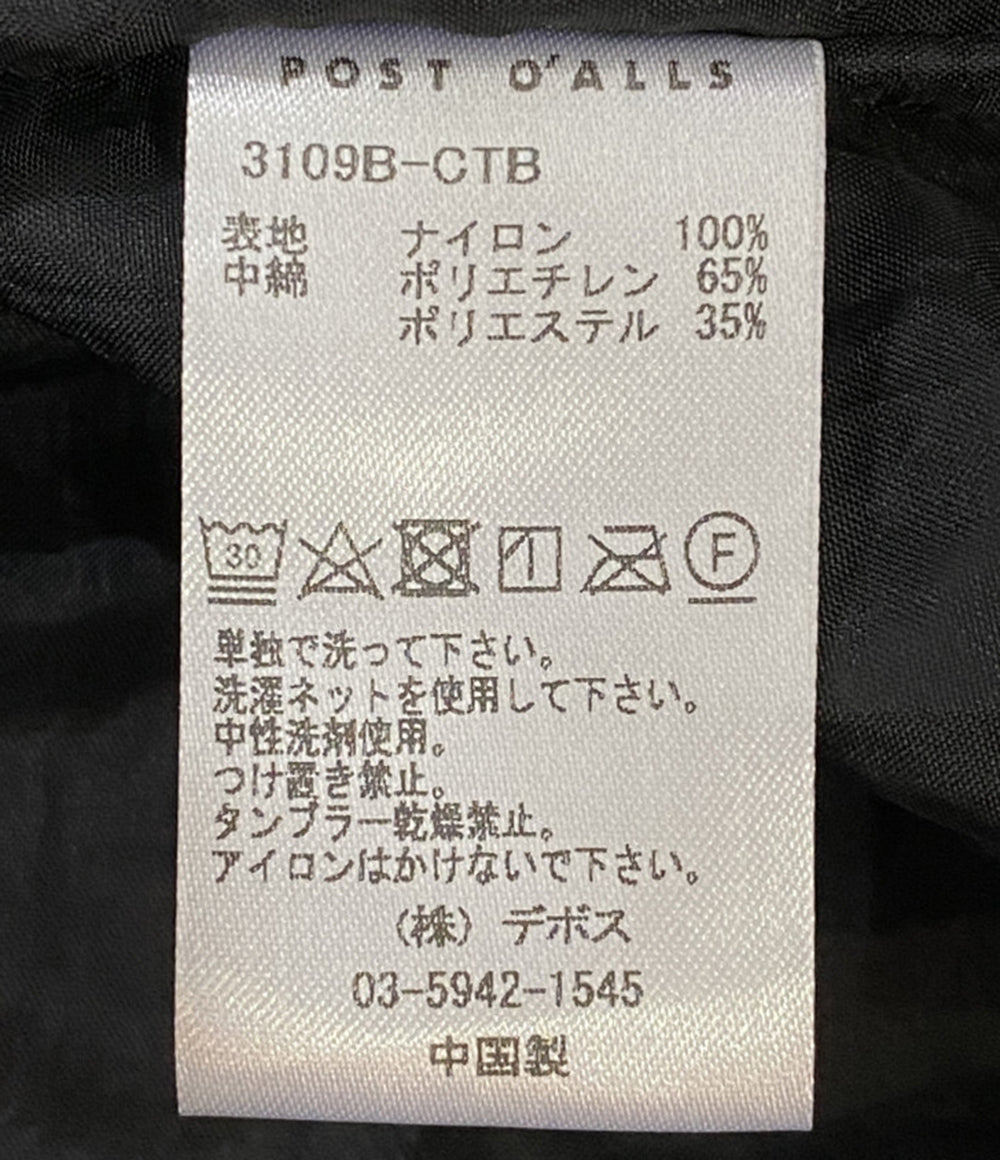 POST O'ALLS
3109B-CTB
表地 ナイロン 100%
中綿 ポリエチレン 65%
ポリエステル 35%
30
F
単独で洗って下さい。
洗濯ネットを使用して下さい。
中性洗剤使用。
つけ置き禁止。
タンブラー乾燥禁止。
アイロンはかけないで下さい。
(株) デボス
03-5942-1545
中国製